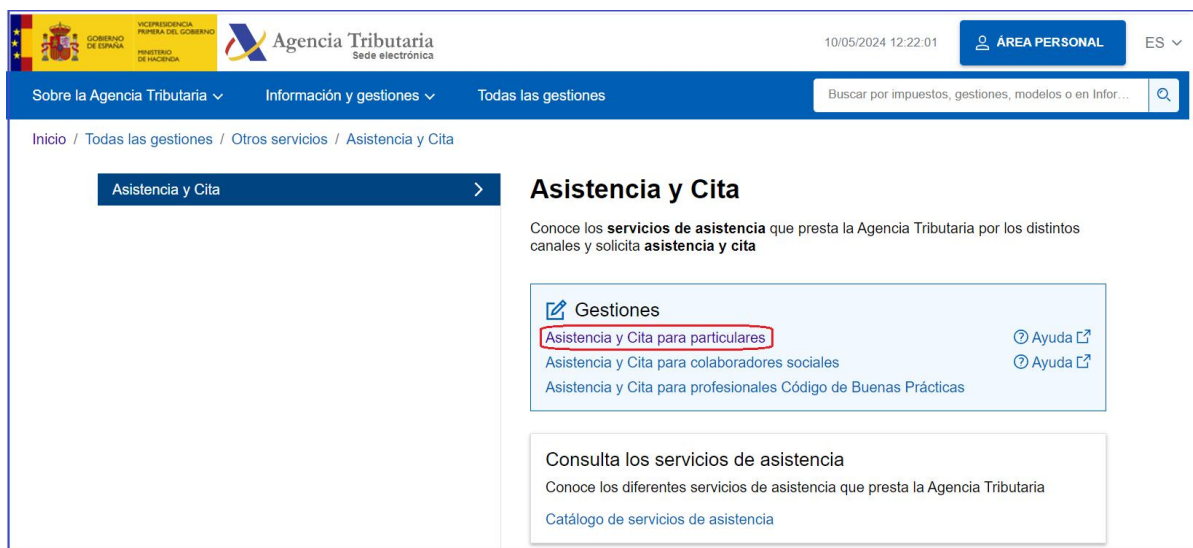 GOBIERNO
DE ESPAÑA
VICEPRESIDENCIA
PRIMERA DEL GOBIERNO
MINISTERIO
DE HACIENDA
Agencia Tributaria
Sede electrónica
10/05/2024 12:22:01
ÁREA PERSONAL
ES
Sobre la Agencia Tributaria
Información y gestiones
Todas las gestiones
Buscar por impuestos, gestiones, modelos o en Infor...
Inicio / Todas las gestiones / Otros servicios / Asistencia y Cita
Asistencia y Cita
Asistencia y Cita
Conoce los servicios de asistencia que presta la Agencia Tributaria por los distintos
canales y solicita asistencia y cita
Gestiones
Asistencia y Cita para particulares
Ayuda
Asistencia y Cita para colaboradores sociales
Ayuda
Asistencia y Cita para profesionales Código de Buenas Prácticas
Consulta los servicios de asistencia
Conoce los diferentes servicios de asistencia que presta la Agencia Tributaria
Catálogo de servicios de asistencia